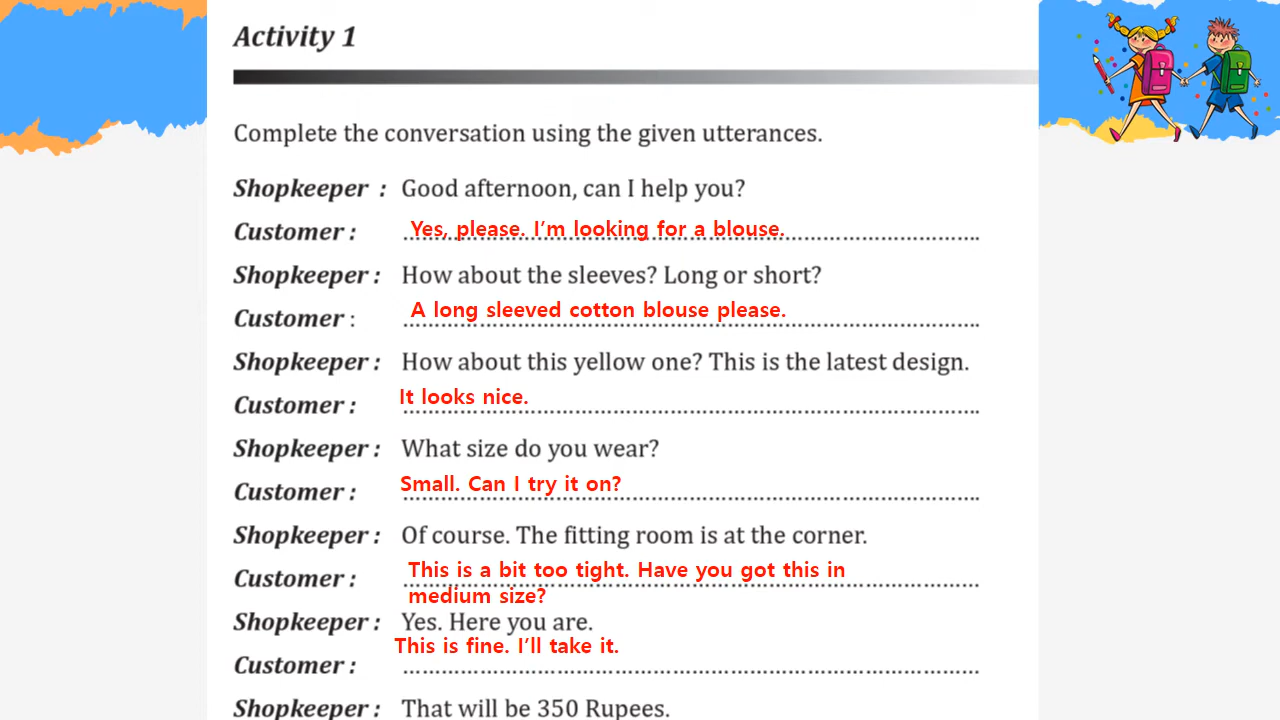 Activity 1
Complete the conversation using the given utterances.
Shopkeeper : Good afternoon, can I help you?
Customer : Yes, please. I’m looking for a blouse.
Shopkeeper : How about the sleeves? Long or short?
Customer : A long sleeved cotton blouse please.
Shopkeeper : How about this yellow one? This is the latest design.
Customer : It looks nice.
Shopkeeper : What size do you wear?
Customer : Small. Can I try it on?
Shopkeeper : Of course. The fitting room is at the corner.
Customer : This is a bit too tight. Have you got this in
medium size?
Shopkeeper : Yes. Here you are.
Customer : This is fine. I’ll take it.
Shopkeeper : That will be 350 Rupees.